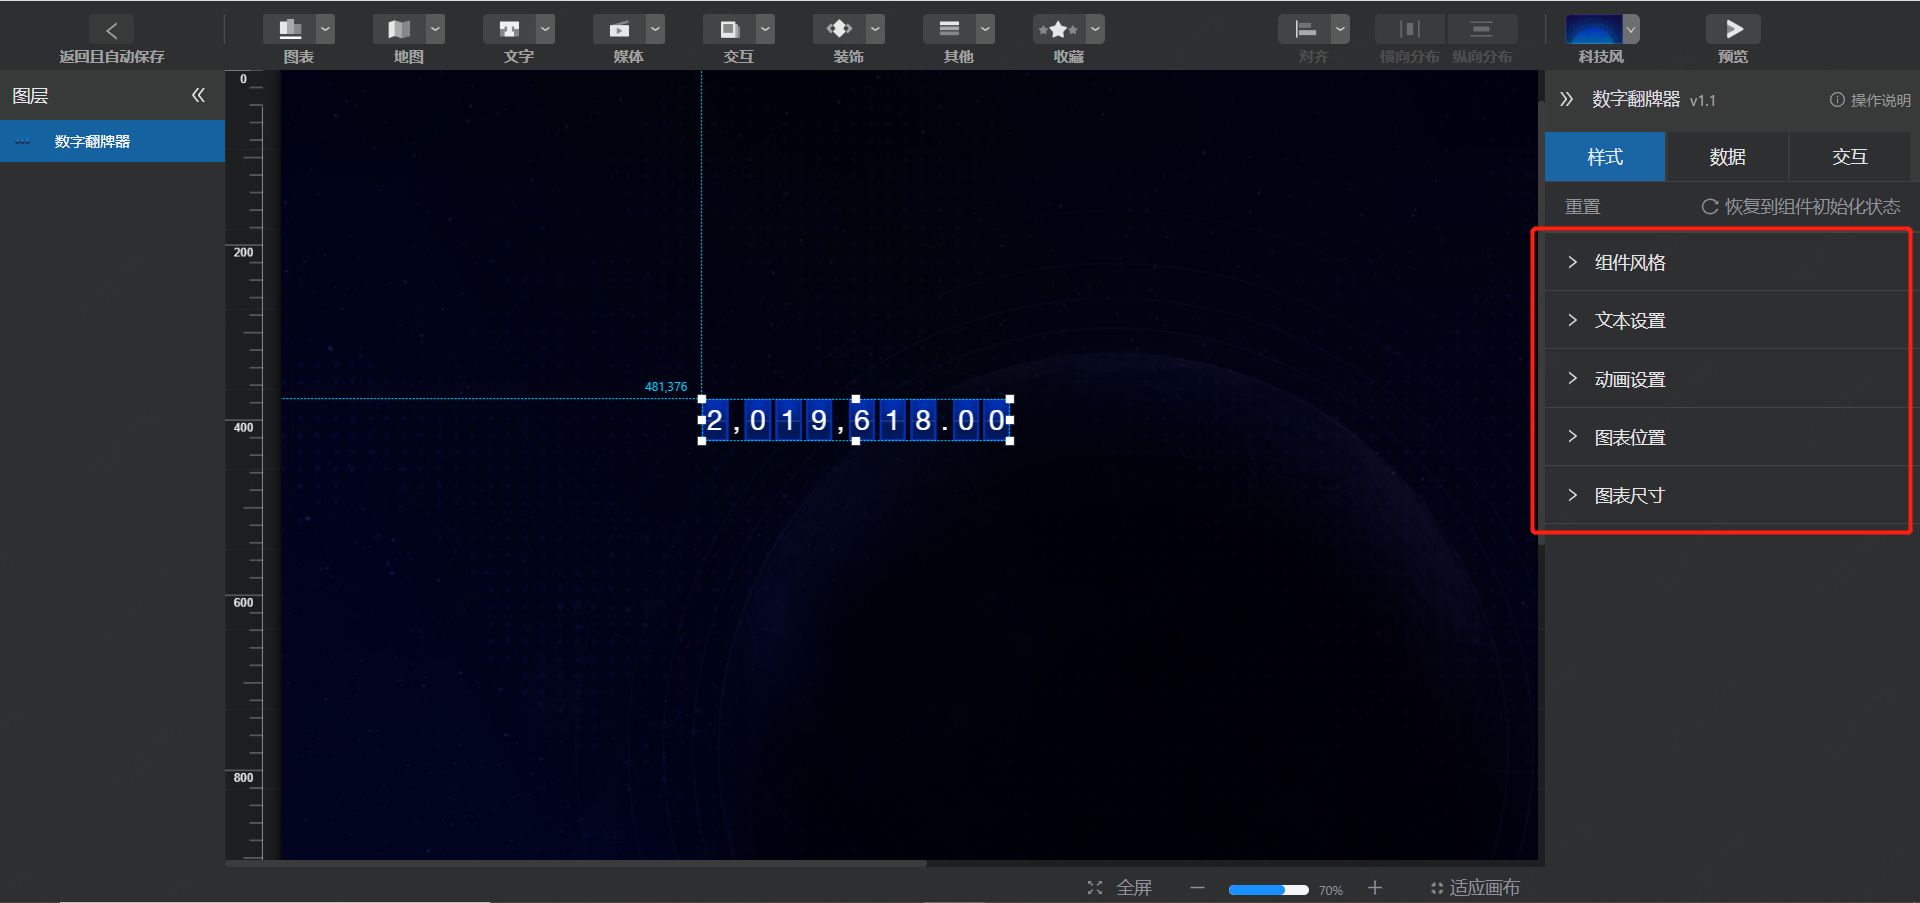 返回且自动保存
图表
地图
文字
媒体
交互
装饰
其他
收藏
对齐
横向分布
纵向分布
科技风
预览
图层
数字翻牌器
0
200
400
600
800
481,376
2,019,618.00
数字翻牌器 v1.1
操作说明
样式
数据
交互
重置
恢复到组件初始化状态
组件风格
文本设置
动画设置
图表位置
图表尺寸
全屏
70%
适应画布